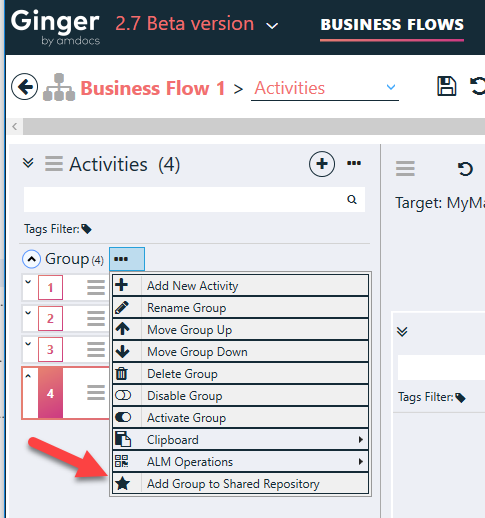 Ginger 2.7 Beta version BUSINESS FLOWS
by amdocs
Business Flow 1 > Activities
Activities (4) •••
Target: MyMa
Tags Filter:
Group (4) •••
1
2
3
4
Add New Activity
Rename Group
Move Group Up
Move Group Down
Delete Group
Disable Group
Activate Group
Clipboard
ALM Operations
Add Group to Shared Repository
Tags Filter: